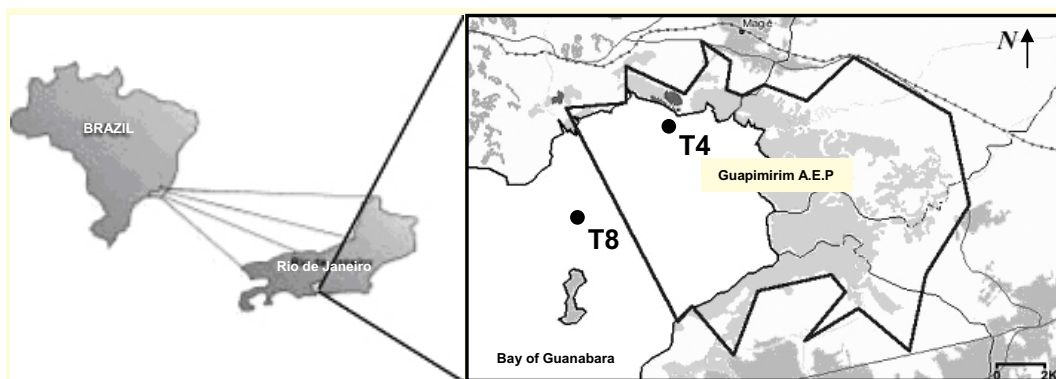 BRAZIL
Rio de Janeiro
Magé
N
T4
Guapimirim A.E.P
T8
Bay of Guanabara
0 2K